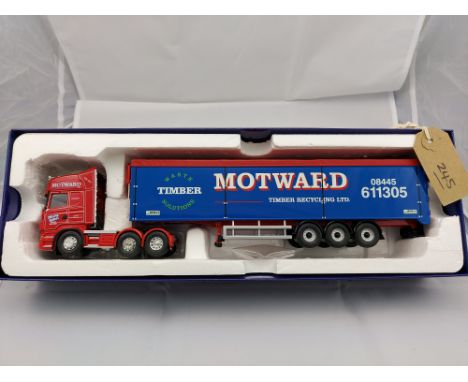 MOTWARD
WASTE
TIMBER
SOLUTIONS
MOTWARD
TIMBER RECYCLING LTD.
08445
611305
245